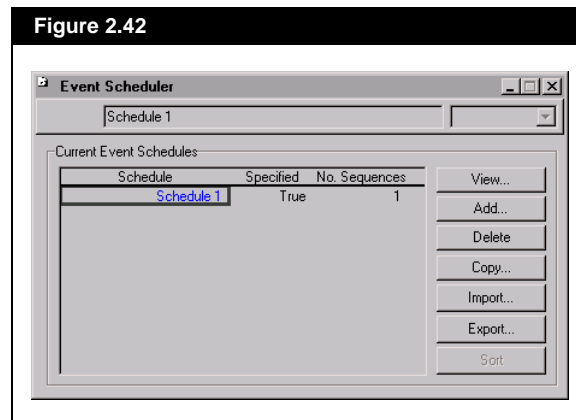 Figure 2.42
Event Scheduler
Schedule 1
Current Event Schedules
Schedule Specified No. Sequences
Schedule 1 True 1
View...
Add...
Delete
Copy...
Import...
Export...
Sort